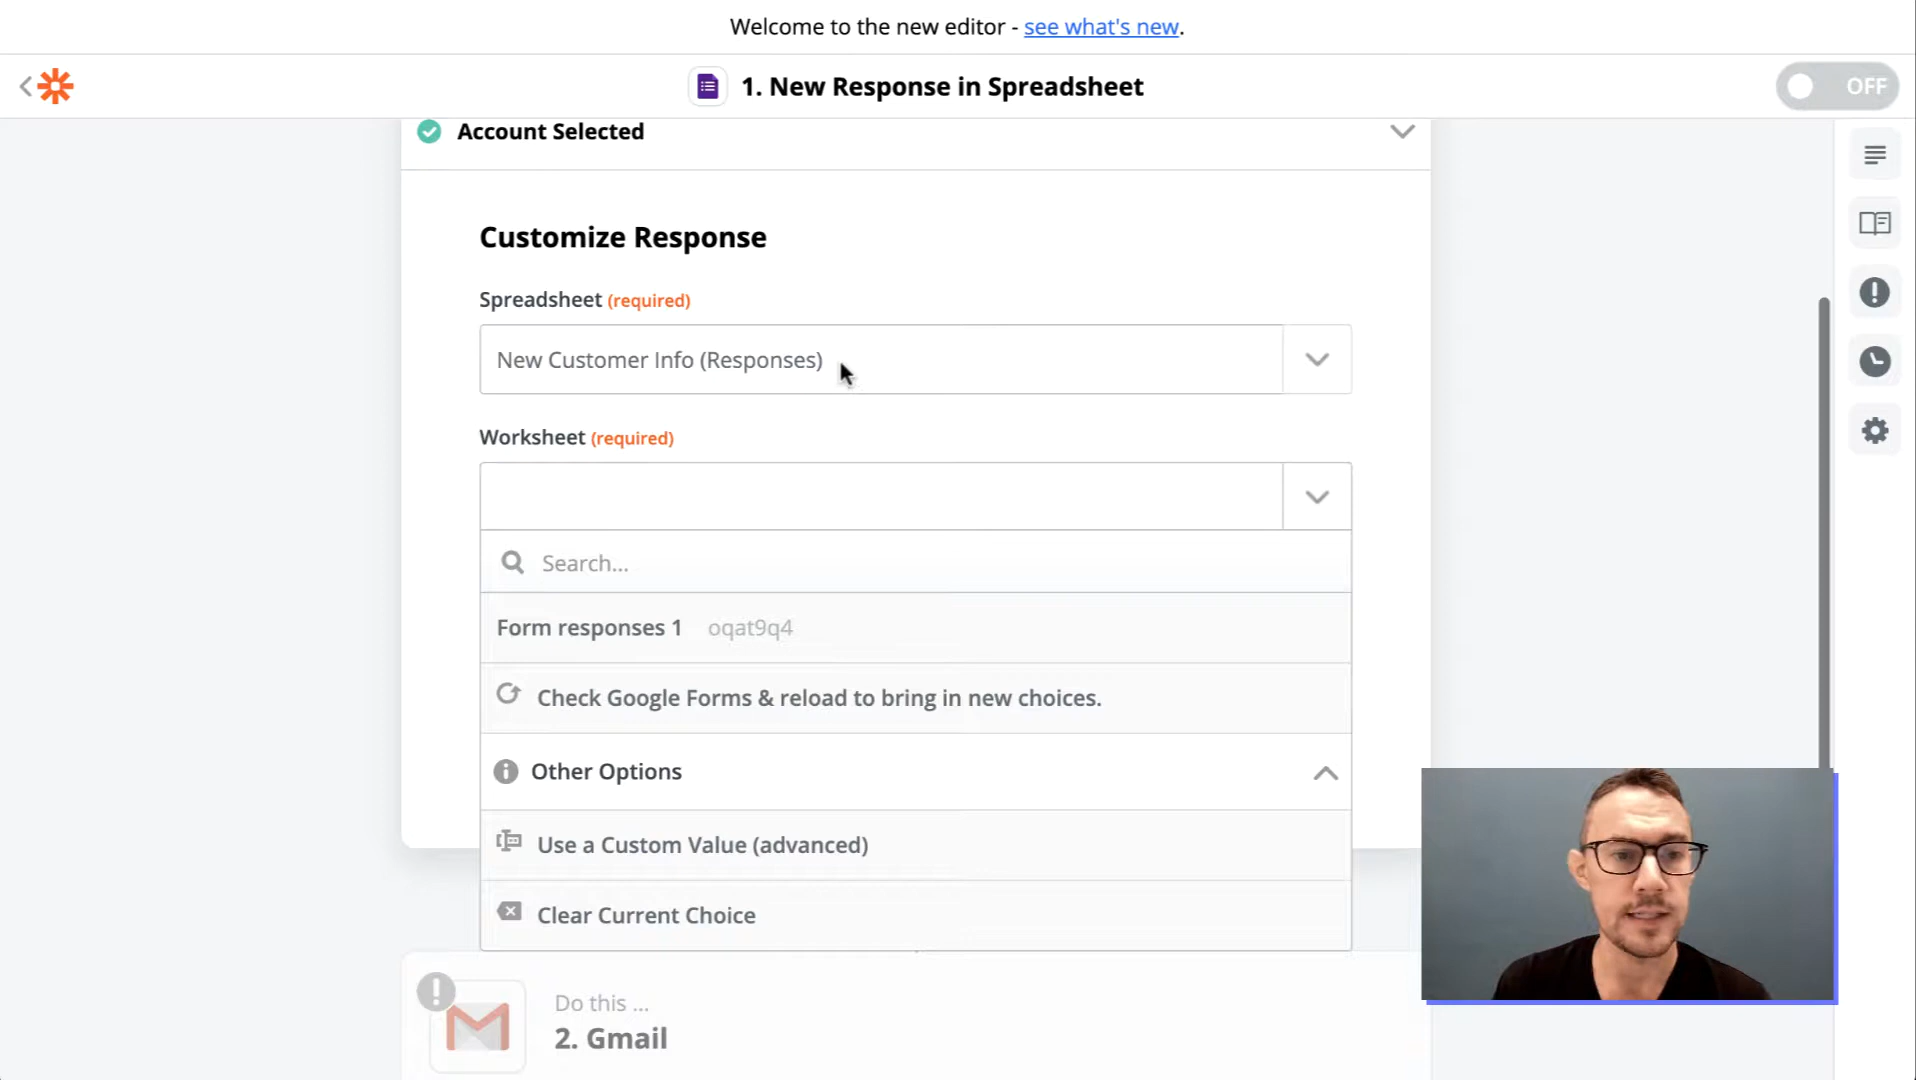 Welcome to the new editor - see what's new.
1. New Response in Spreadsheet
OFF
Account Selected
Customize Response
Spreadsheet (required)
New Customer Info (Responses)
Worksheet (required)
Search...
Form responses 1 oqat9q4
Check Google Forms & reload to bring in new choices.
Other Options
Use a Custom Value (advanced)
Clear Current Choice
Do this ...
2. Gmail